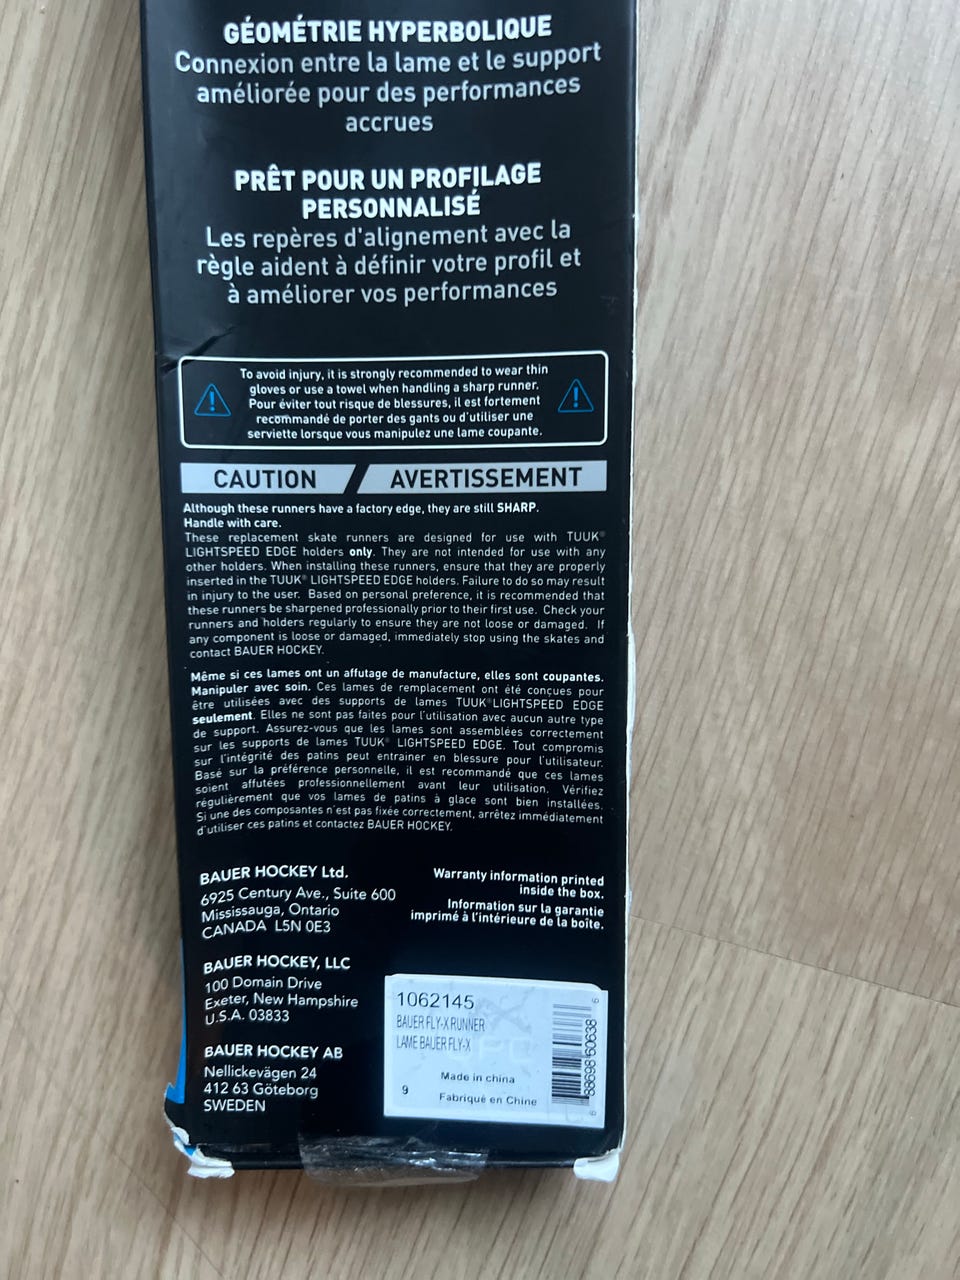 GÉOMÉTRIE HYPERBOLIQUE
Connexion entre la lame et le support
améliorée pour des performances
accrues
PRÊT POUR UN PROFILAGE
PERSONNALISÉ
Les repères d'alignement avec la
règle aident à définir votre profil et
à améliorer vos performances
To avoid injury, it is strongly recommended to wear thin
gloves or use a towel when handling a sharp runner.
Pour éviter tout risque de blessures, il est fortement
recommandé de porter des gants ou d'utiliser une
serviette lorsque vous manipulez une lame coupante.
CAUTION / AVERTISSEMENT
Although these runners have a factory edge, they are still SHARP.
Handle with care.
These replacement skate runners are designed for use with TUUK®
LIGHTSPEED EDGE holders only. They are not intended for use with any
other holders. When installing these runners, ensure that they are properly
inserted in the TUUK® LIGHTSPEED EDGE holders. Failure to do so may result
in injury to the user. Based on personal preference, it is recommended that
these runners be sharpened professionally prior to their first use. Check your
runners and holders regularly to ensure they are not loose or damaged. If
any component is loose or damaged, immediately stop using the skates and
contact BAUER HOCKEY.
Même si ces lames ont un affutage de manufacture, elles sont coupantes.
Manipuler avec soin. Ces lames de remplacement ont été conçues pour
être utilisées avec des supports de lames TUUK® LIGHTSPEED EDGE
seulement. Elles ne sont pas faites pour l'utilisation avec aucun autre type
de support. Assurez-vous que les lames sont assemblées correctement
sur les supports de lames TUUK® LIGHTSPEED EDGE. Tout compromis
sur l'intégrité des patins peut entrainer en blessure pour l'utilisateur.
Basé sur la préférence personnelle, il est recommandé que ces lames
soient affutées professionnellement avant leur utilisation. Vérifiez
régulièrement que vos lames de patins à glace sont bien installées.
Si une des composantes n'est pas fixée correctement, arrêtez immédiatement
d'utiliser ces patins et contactez BAUER HOCKEY.
BAUER HOCKEY Ltd.
6925 Century Ave., Suite 600
Mississauga, Ontario
CANADA L5N 0E3
Warranty information printed
inside the box.
Information sur la garantie
imprimé à l'intérieure de la boîte.
BAUER HOCKEY, LLC
100 Domain Drive
Exeter, New Hampshire
U.S.A. 03833
BAUER HOCKEY AB
Nellickevägen 24
412 63 Göteborg
SWEDEN
1062145
BAUER FLY-X RUNNER
LAME BAUER FLY-X
Made in china
9
Fabriqué en Chine
6 88698 60638 6